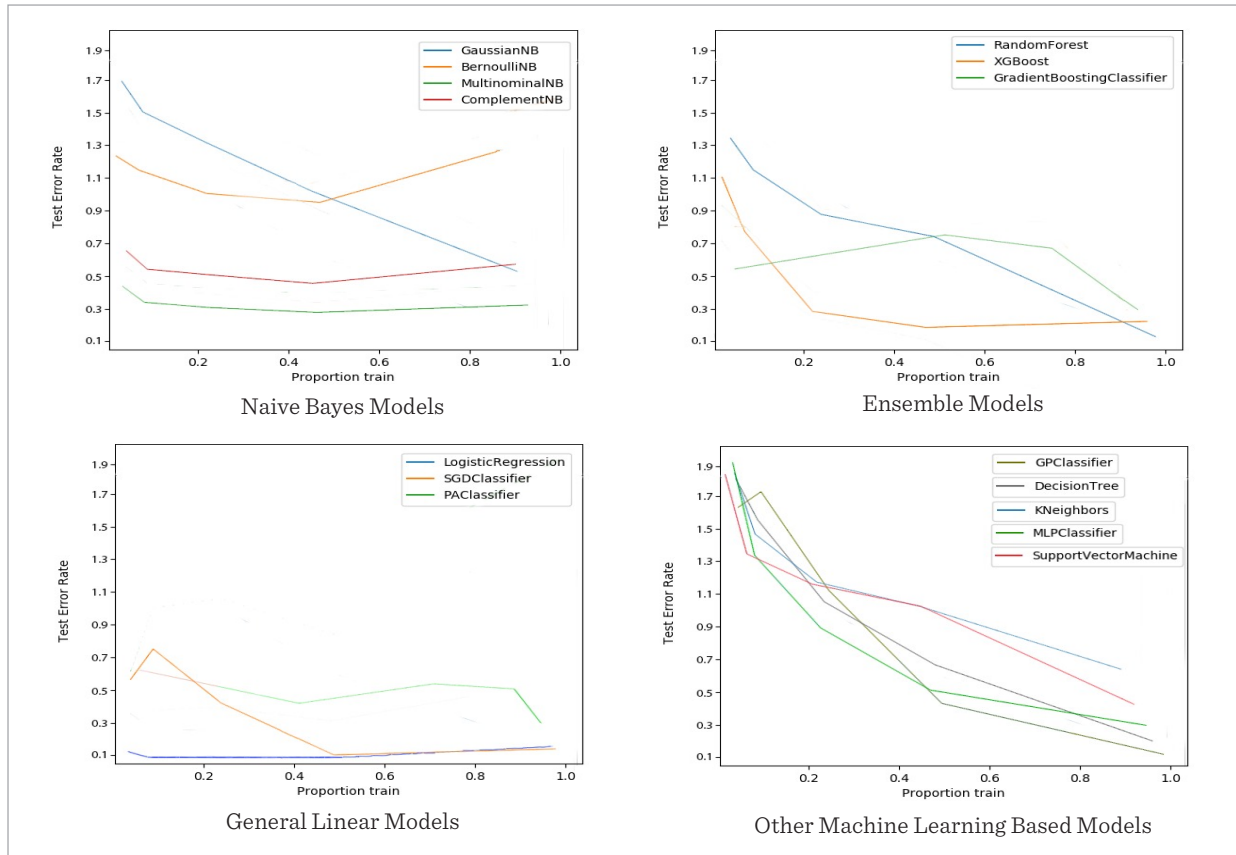 1.9
1.7
1.5
1.3
1.1
0.9
0.7
0.5
0.3
0.1
Test Error Rate
GaussianNB
BernoulliNB
MultinominalNB
ComplementNB
0.2 0.4 0.6 0.8 1.0
Proportion train
Naive Bayes Models
1.9
1.7
1.5
1.3
1.1
0.9
0.7
0.5
0.3
0.1
Test Error Rate
RandomForest
XGBoost
GradientBoostingClassifier
0.2 0.4 0.6 0.8 1.0
Proportion train
Ensemble Models
1.9
1.7
1.5
1.3
1.1
0.9
0.7
0.5
0.3
0.1
Test Error Rate
LogisticRegression
SGDClassifier
PAClassifier
0.2 0.4 0.6 0.8 1.0
Proportion train
General Linear Models
1.9
1.7
1.5
1.3
1.1
0.9
0.7
0.5
0.3
0.1
Test Error Rate
GPClassifier
DecisionTree
KNeighbors
MLPClassifier
SupportVectorMachine
0.2 0.4 0.6 0.8 1.0
Proportion train
Other Machine Learning Based Models